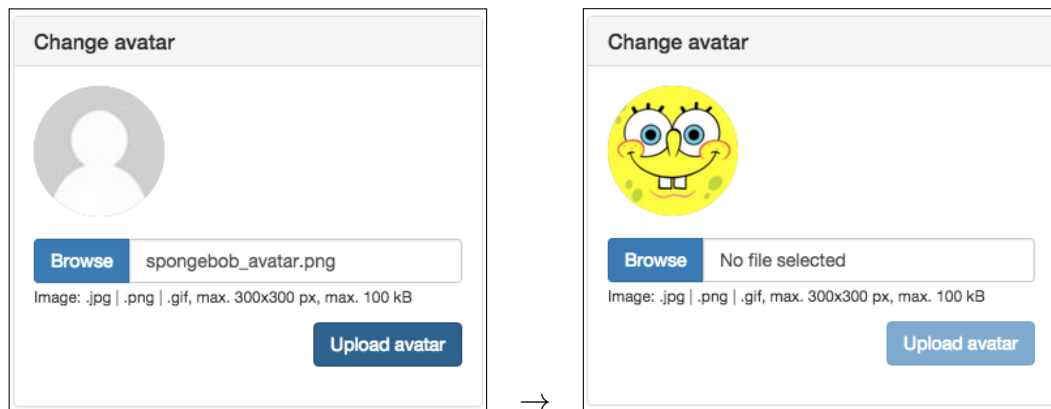 Change avatar
Browse spongebob_avatar.png
Image: .jpg | .png | .gif, max. 300x300 px, max. 100 kB
Upload avatar
→
Change avatar
Browse No file selected
Image: .jpg | .png | .gif, max. 300x300 px, max. 100 kB
Upload avatar